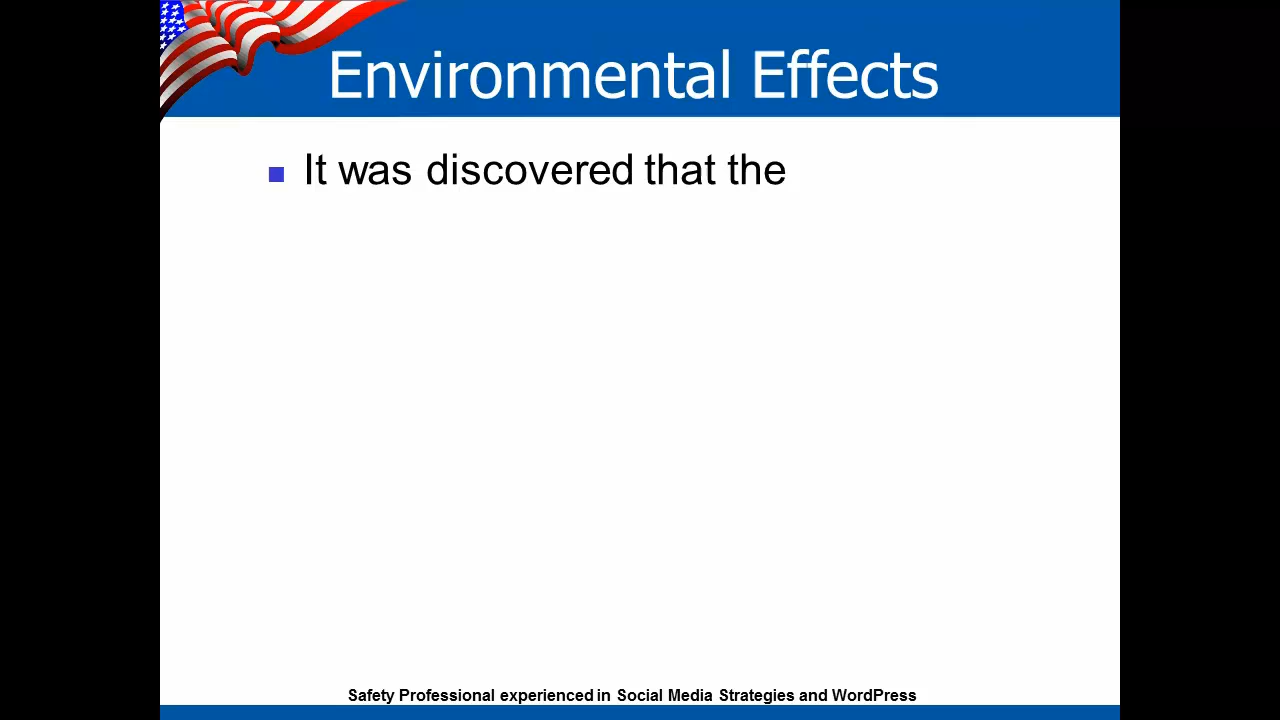 Environmental Effects
It was discovered that the
Safety Professional experienced in Social Media Strategies and WordPress